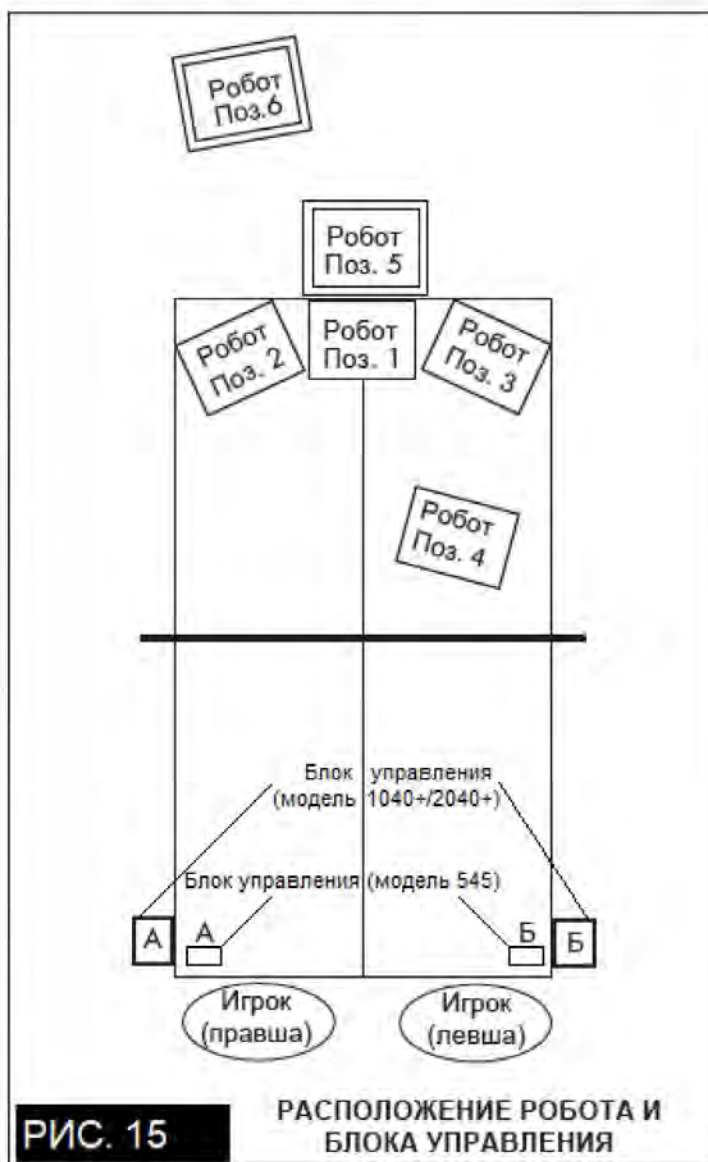 Робот
Поз.6
Робот
Поз. 5
Робот
Поз. 2
Робот
Поз. 1
Робот
Поз. 3
Робот
Поз. 4
Блок управления
(модель 1040+/2040+)
Блок управления (модель 545)
А
А
Б
Б
Игрок
(правша)
Игрок
(левша)
РИС. 15
РАСПОЛОЖЕНИЕ РОБОТА И
БЛОКА УПРАВЛЕНИЯ